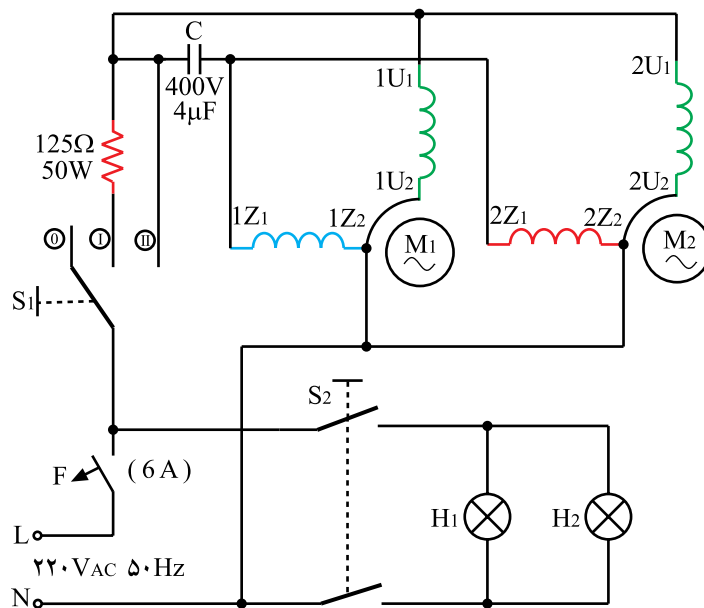 C
400V
4μF
1U1
2U1
125Ω
50W
1U2
2U2
1Z1 1Z2
2Z1 2Z2
0 I II
M1
M2
S1
S2
F (6A)
H1
H2
L
۲۲۰VAC ۵۰Hz
N